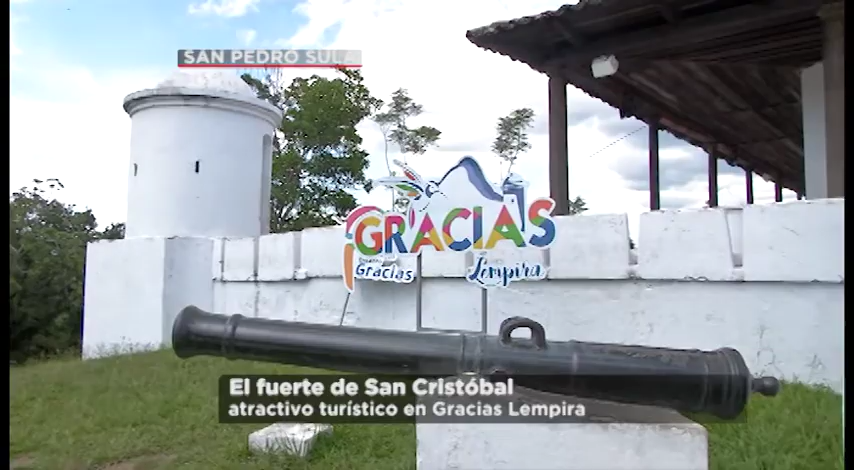 SAN PEDRO SULA
GRACIAS
Gracias
Lempira
El fuerte de San Cristóbal
atractivo turístico en Gracias Lempira